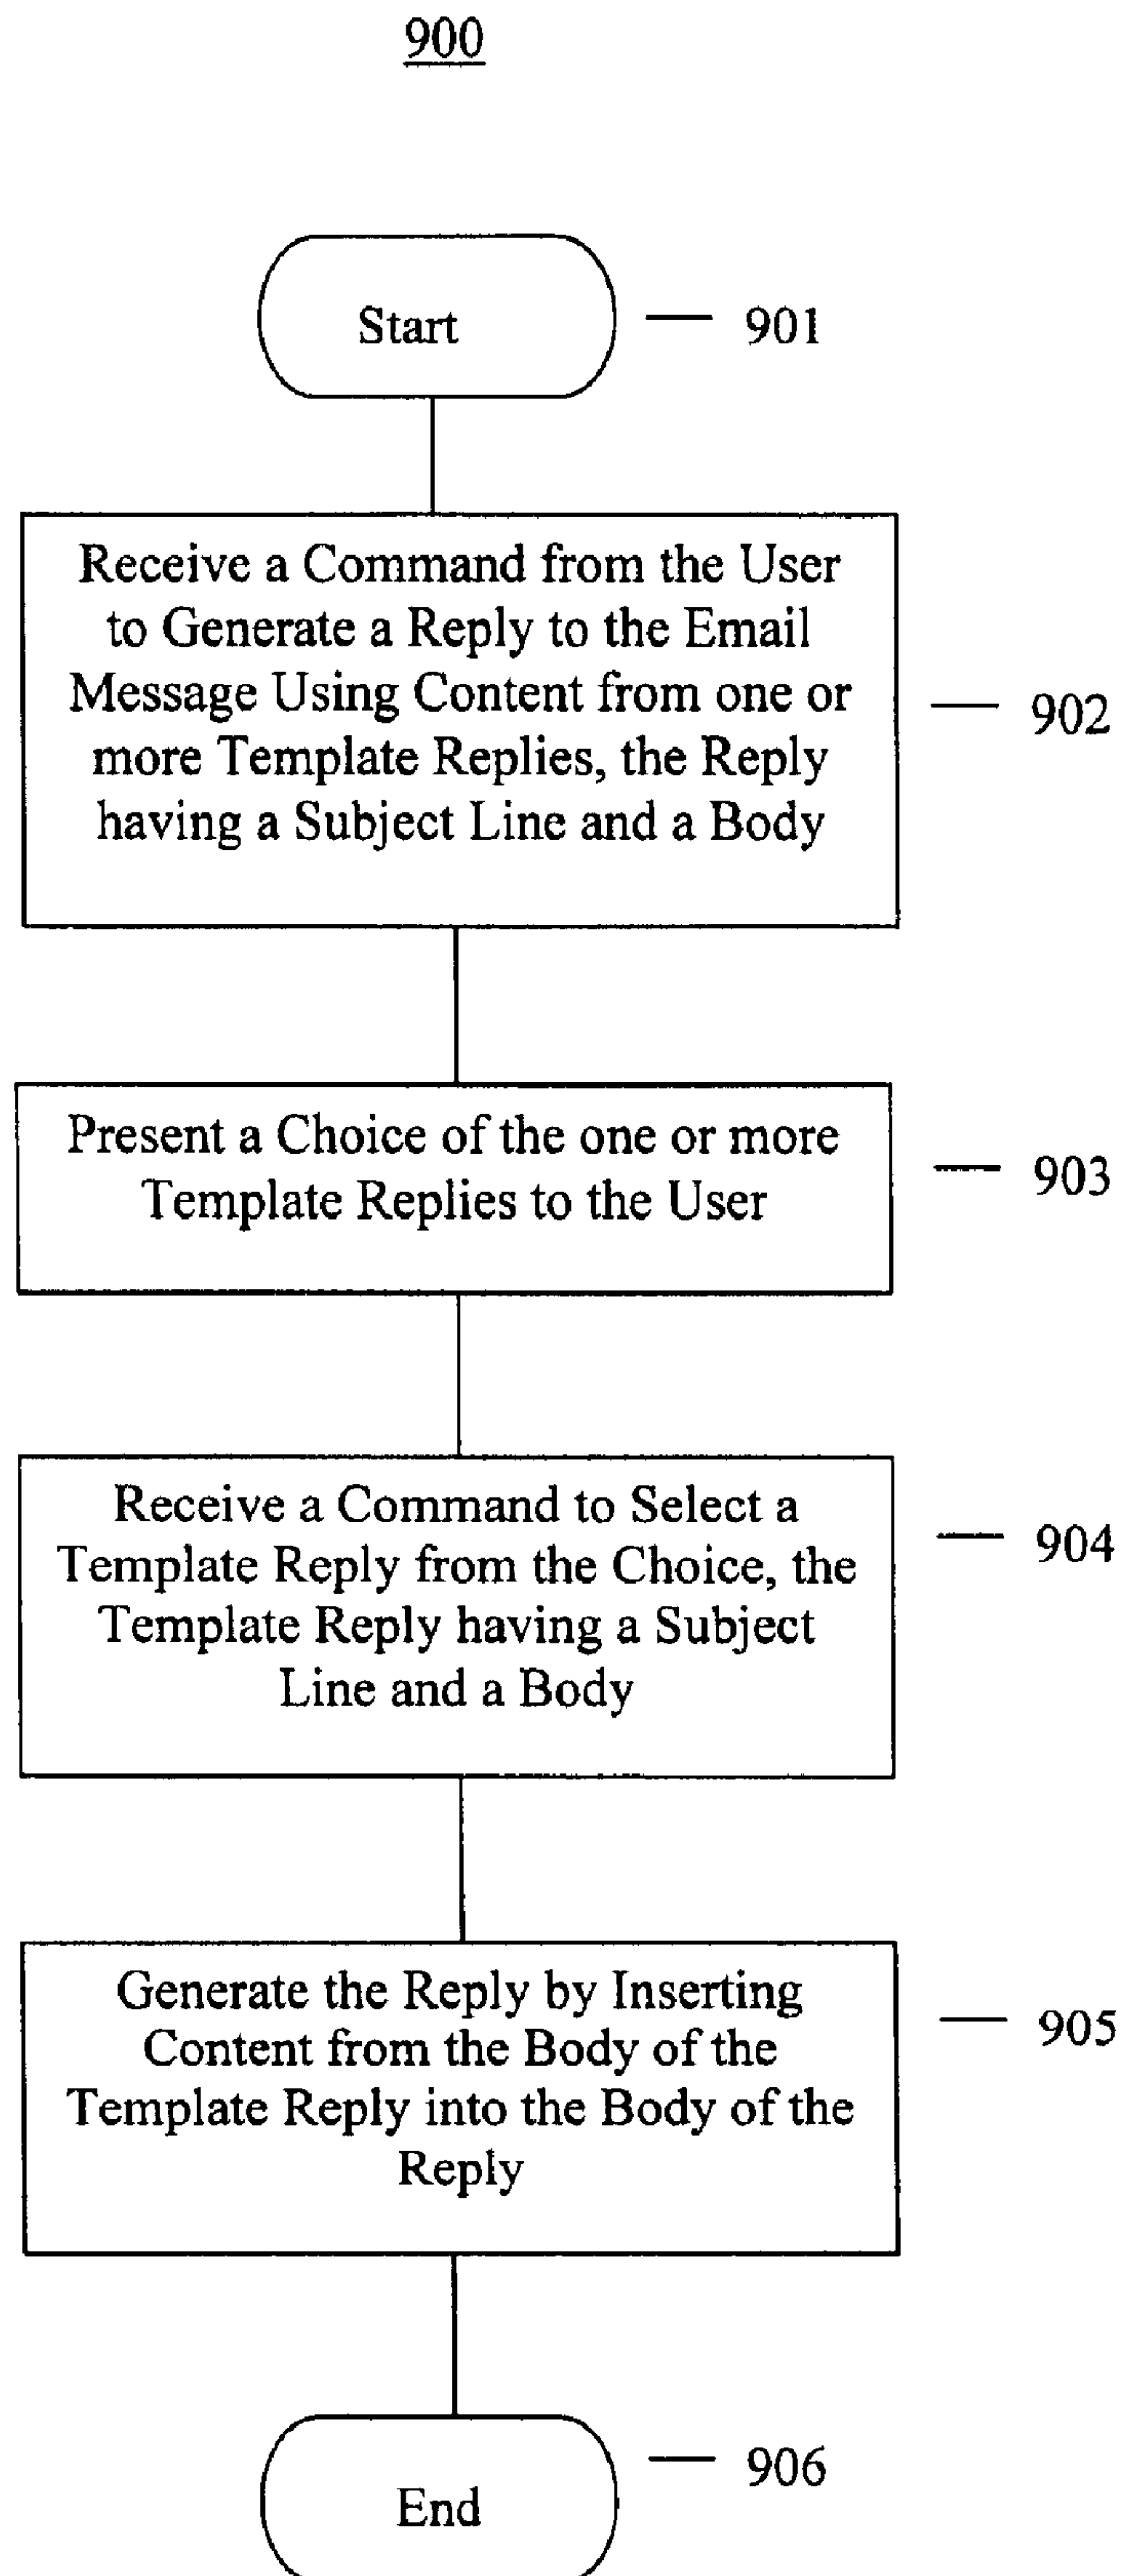 900
Start
901
Receive a Command from the User
to Generate a Reply to the Email
Message Using Content from one or
more Template Replies, the Reply
having a Subject Line and a Body
902
Present a Choice of the one or more
Template Replies to the User
903
Receive a Command to Select a
Template Reply from the Choice, the
Template Reply having a Subject
Line and a Body
904
Generate the Reply by Inserting
Content from the Body of the
Template Reply into the Body of the
Reply
905
End
906